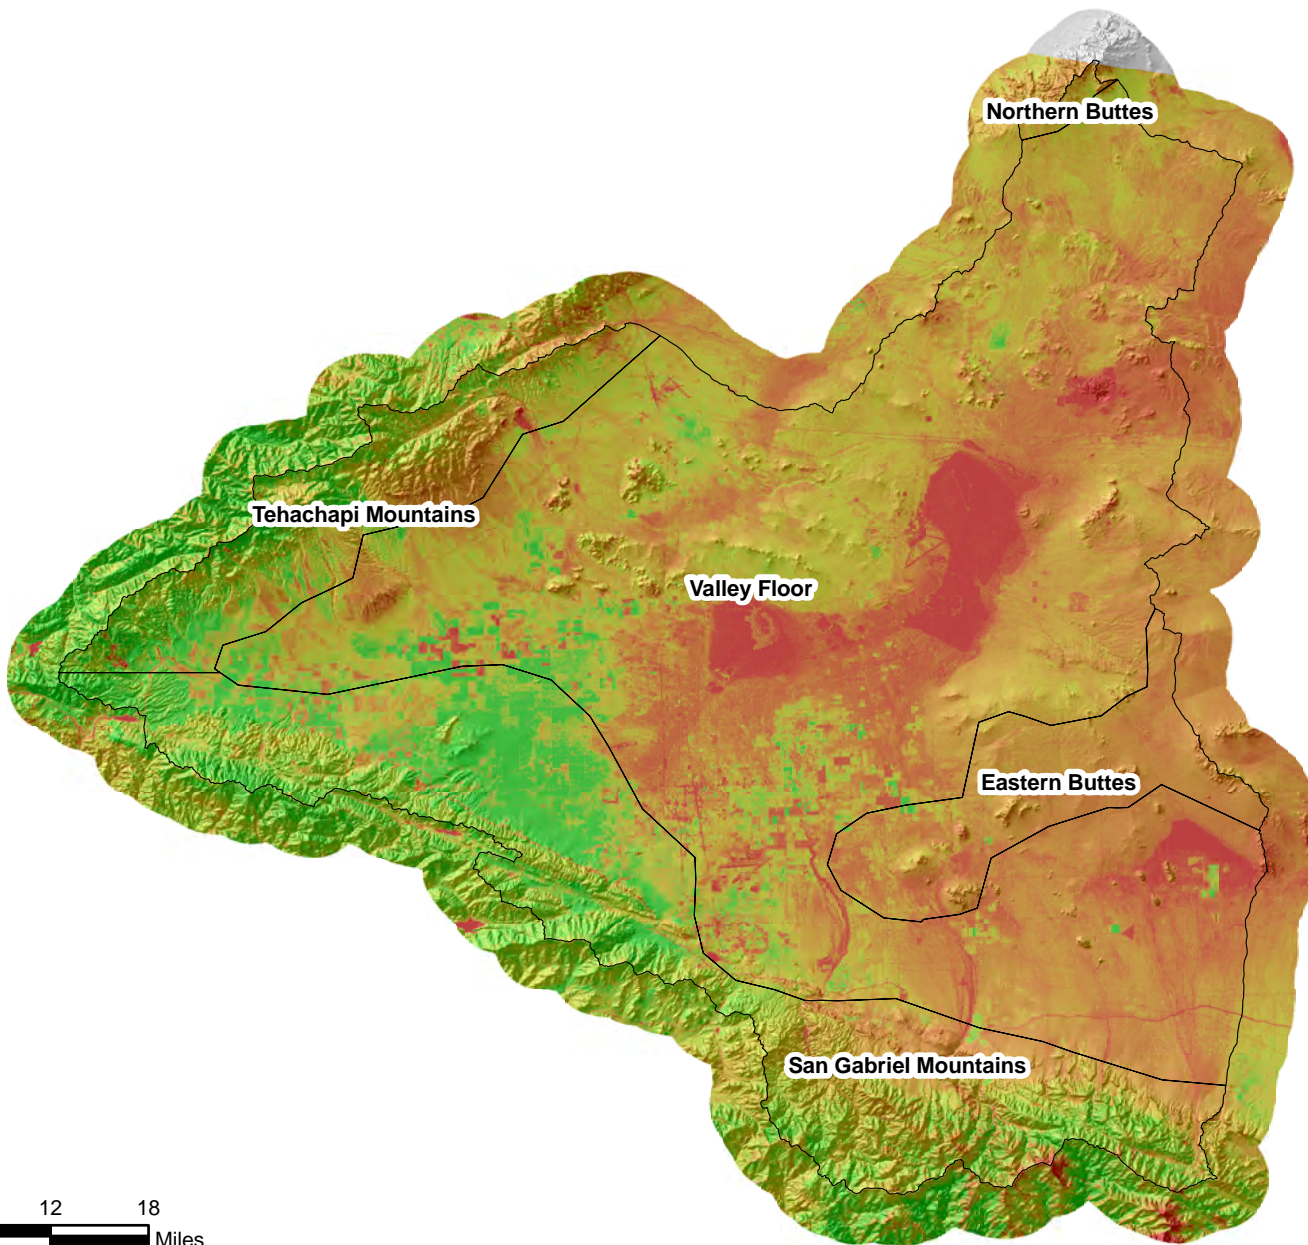 Northern Buttes
Tehachapi Mountains
Valley Floor
Eastern Buttes
San Gabriel Mountains
12 18
Miles